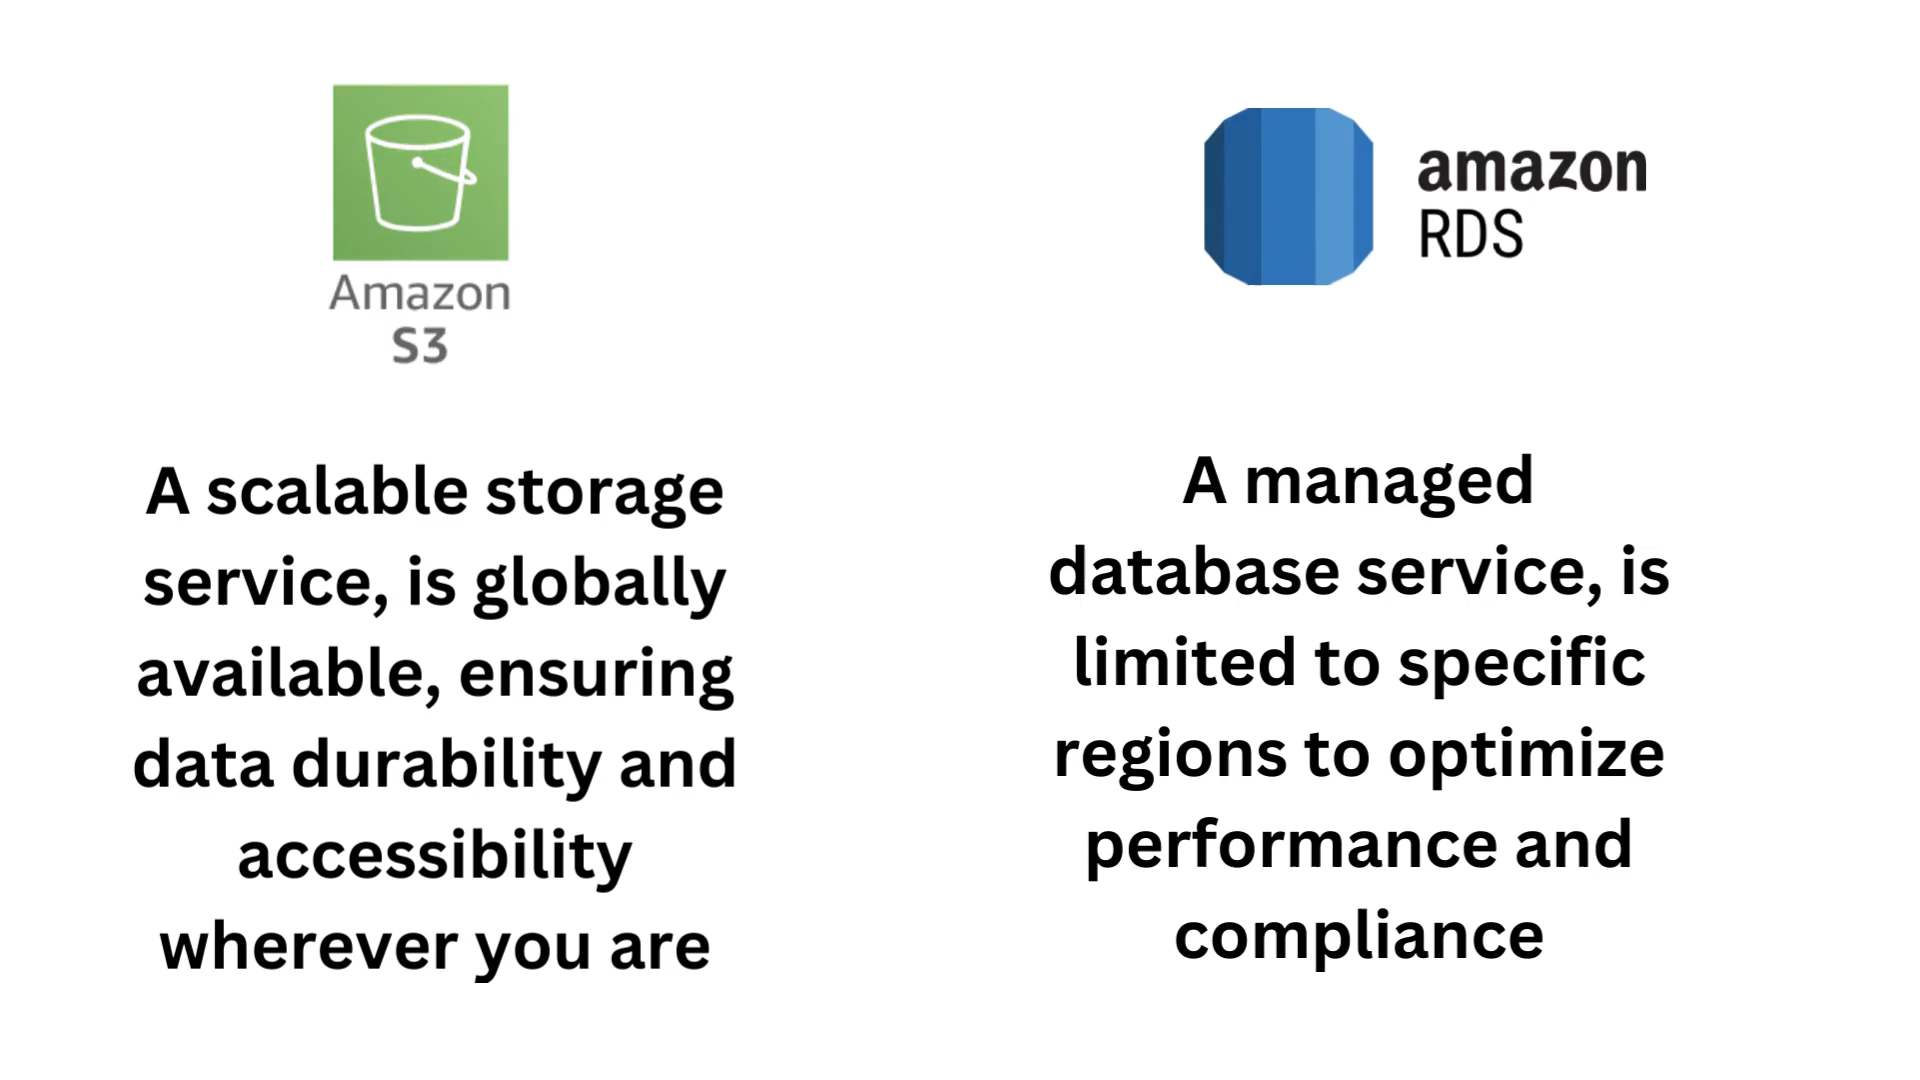 Amazon
S3
A scalable storage
service, is globally
available, ensuring
data durability and
accessibility
wherever you are
amazon
RDS
A managed
database service, is
limited to specific
regions to optimize
performance and
compliance